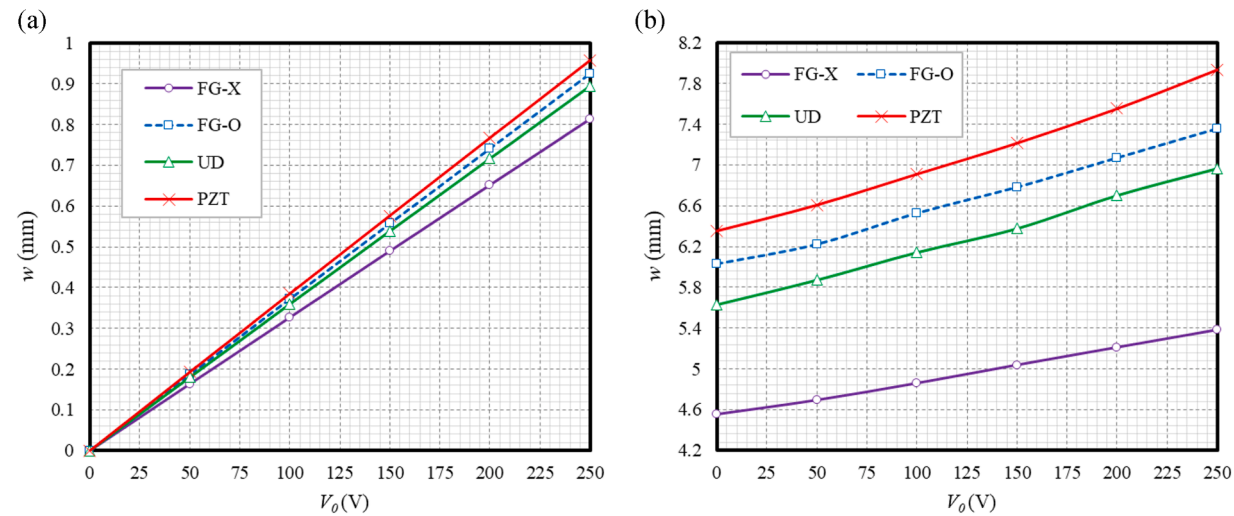 (a)
1
0.9
0.8
0.7
0.6
0.5
0.4
0.3
0.2
0.1
0
w (mm)
FG-X
FG-O
UD
PZT
0 25 50 75 100 125 150 175 200 225 250
V0 (V)
(b)
8.2
7.8
7.4
7
6.6
6.2
5.8
5.4
5
4.6
4.2
w (mm)
FG-X FG-O
UD PZT
0 25 50 75 100 125 150 175 200 225 250
V0 (V)